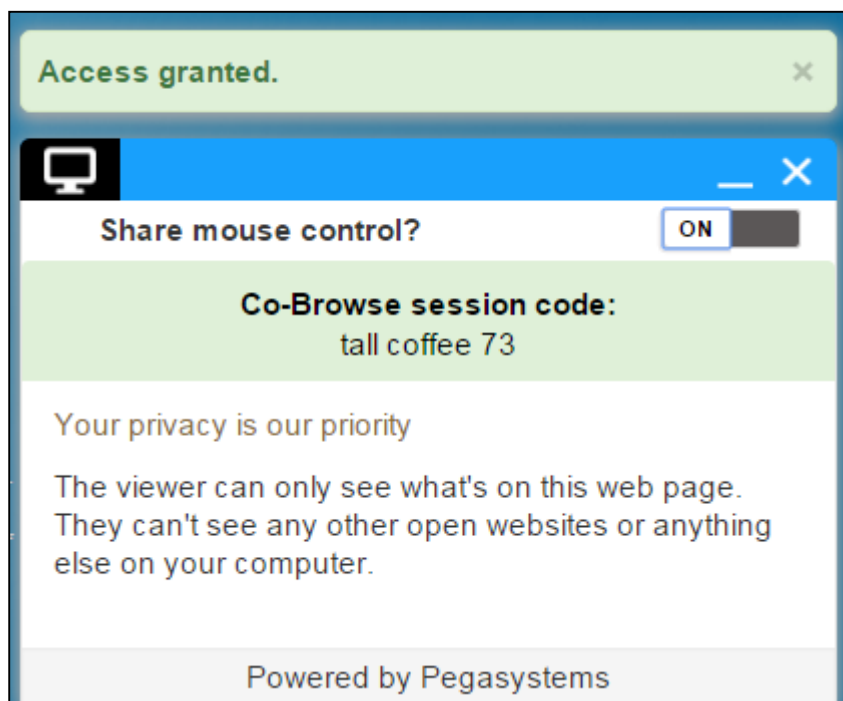 Access granted.
Share mouse control?
ON
Co-Browse session code:
tall coffee 73
Your privacy is our priority
The viewer can only see what's on this web page.
They can't see any other open websites or anything
else on your computer.
Powered by Pegasystems